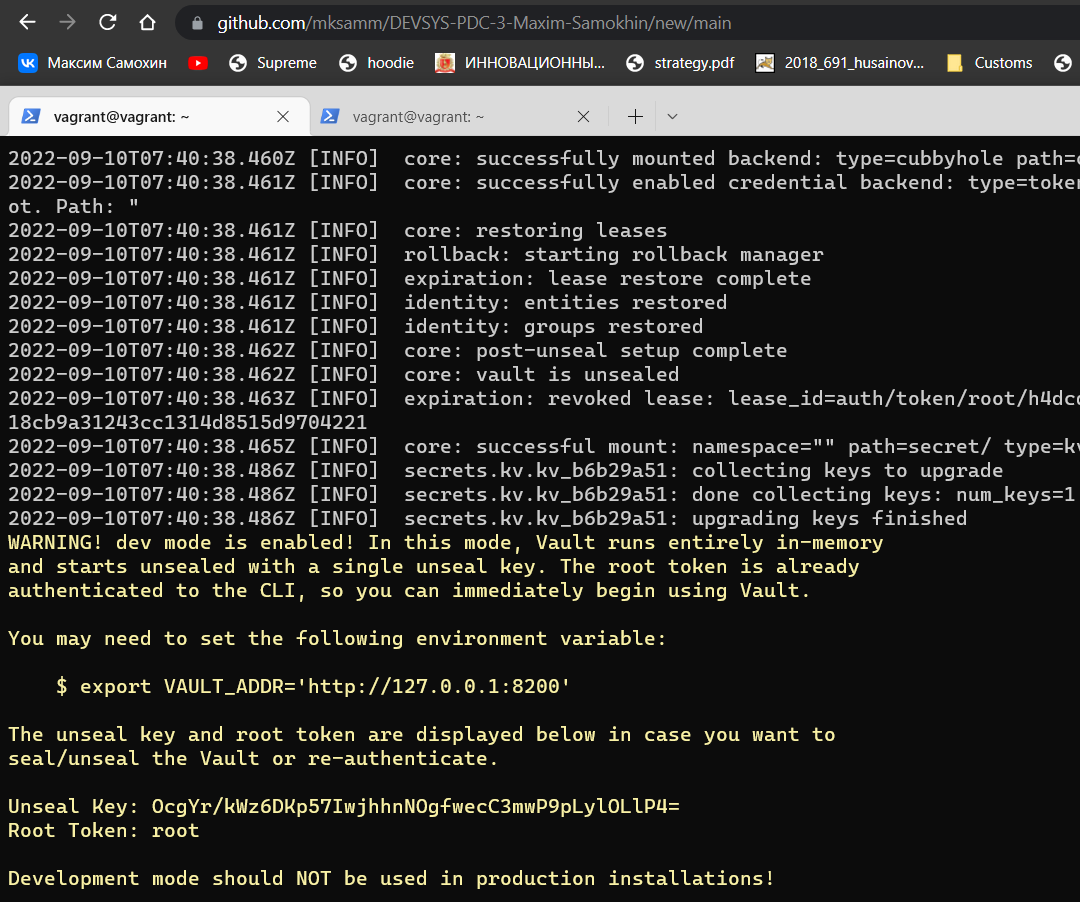 github.com/mksamm/DEVSYS-PDC-3-Maxim-Samokhin/new/main
Максим Самохин Supreme hoodie ИННОВАЦИОННЫ... strategy.pdf 2018_691_husainov... Customs
vagrant@vagrant: ~ vagrant@vagrant: ~
2022-09-10T07:40:38.460Z [INFO]  core: successfully mounted backend: type=cubbyhole path=
2022-09-10T07:40:38.461Z [INFO]  core: successfully enabled credential backend: type=token
ot. Path: "
2022-09-10T07:40:38.461Z [INFO]  core: restoring leases
2022-09-10T07:40:38.461Z [INFO]  rollback: starting rollback manager
2022-09-10T07:40:38.461Z [INFO]  expiration: lease restore complete
2022-09-10T07:40:38.461Z [INFO]  identity: entities restored
2022-09-10T07:40:38.461Z [INFO]  identity: groups restored
2022-09-10T07:40:38.462Z [INFO]  core: post-unseal setup complete
2022-09-10T07:40:38.462Z [INFO]  core: vault is unsealed
2022-09-10T07:40:38.463Z [INFO]  expiration: revoked lease: lease_id=auth/token/root/h4dcd
18cb9a31243cc1314d8515d9704221
2022-09-10T07:40:38.465Z [INFO]  core: successful mount: namespace="" path=secret/ type=kv
2022-09-10T07:40:38.486Z [INFO]  secrets.kv.kv_b6b29a51: collecting keys to upgrade
2022-09-10T07:40:38.486Z [INFO]  secrets.kv.kv_b6b29a51: done collecting keys: num_keys=1
2022-09-10T07:40:38.486Z [INFO]  secrets.kv.kv_b6b29a51: upgrading keys finished
WARNING! dev mode is enabled! In this mode, Vault runs entirely in-memory
and starts unsealed with a single unseal key. The root token is already
authenticated to the CLI, so you can immediately begin using Vault.
You may need to set the following environment variable:
$ export VAULT_ADDR='http://127.0.0.1:8200'
The unseal key and root token are displayed below in case you want to
seal/unseal the Vault or re-authenticate.
Unseal Key: OcgYr/kWz6DKp57IwjhhnNOgfwecC3mwP9pLylOLlP4=
Root Token: root
Development mode should NOT be used in production installations!